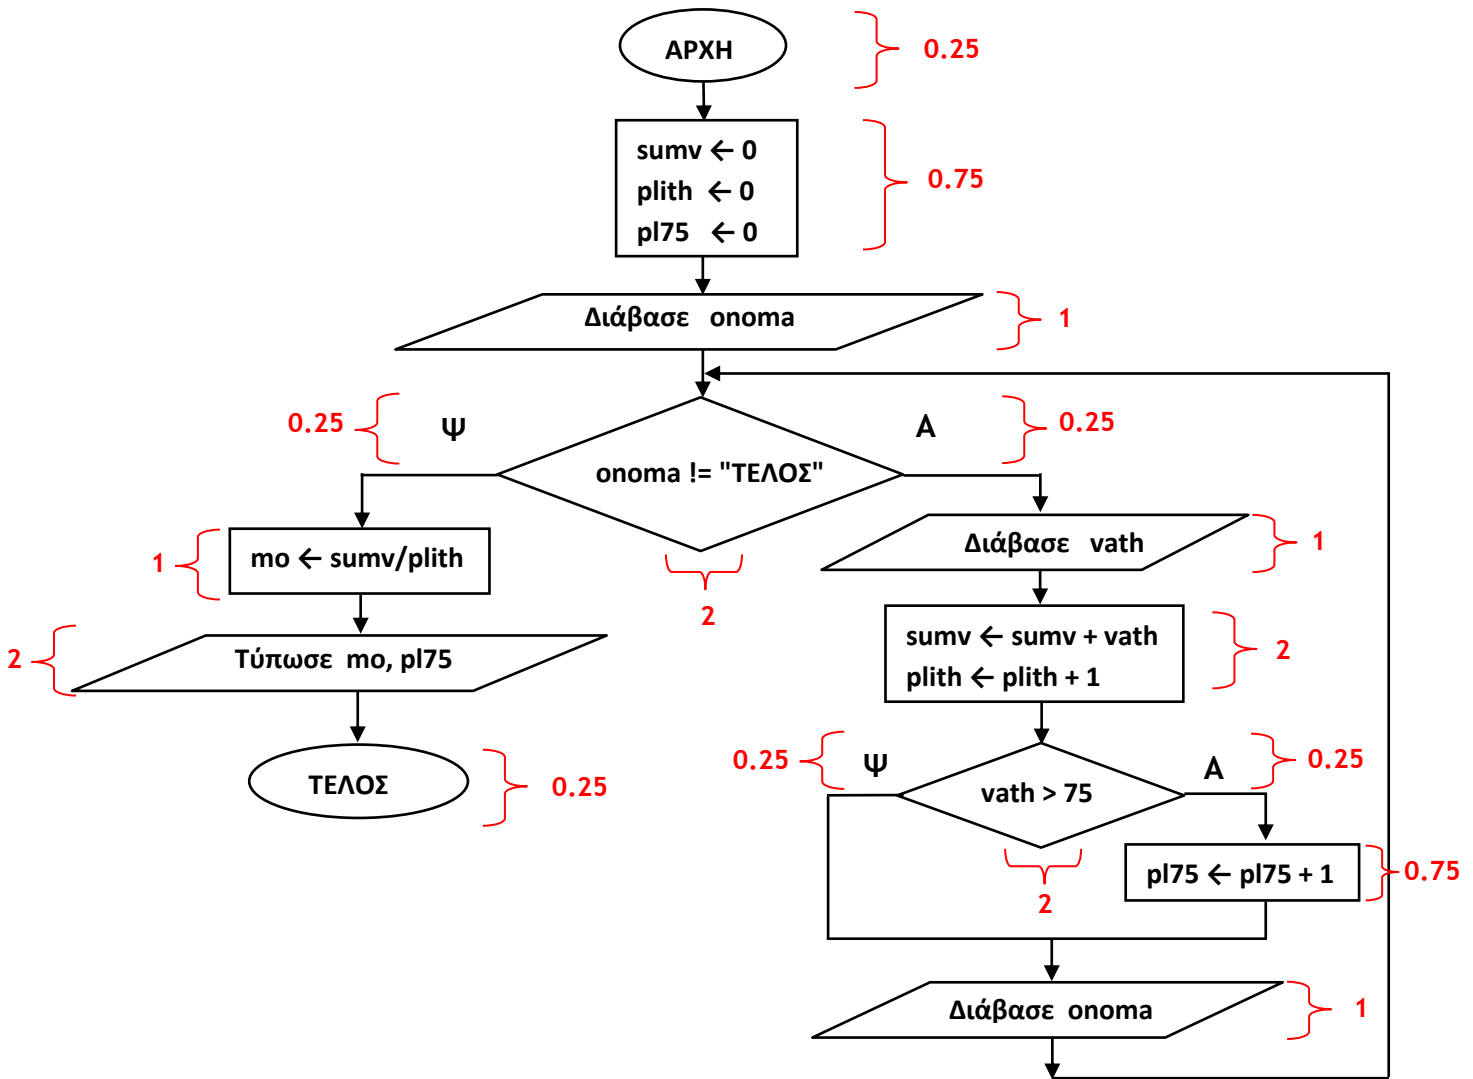 ΑΡΧΗ
0.25
sumv ← 0
plith ← 0
pl75 ← 0
0.75
Διάβασε onoma
1
0.25
Ψ
Α
0.25
onoma != "ΤΕΛΟΣ"
2
1
mo ← sumv/plith
Διάβασε vath
1
2
Τύπωσε mo, pl75
sumv ← sumv + vath
plith ← plith + 1
2
ΤΕΛΟΣ
0.25
0.25
Ψ
Α
0.25
vath > 75
2
pl75 ← pl75 + 1
0.75
Διάβασε onoma
1